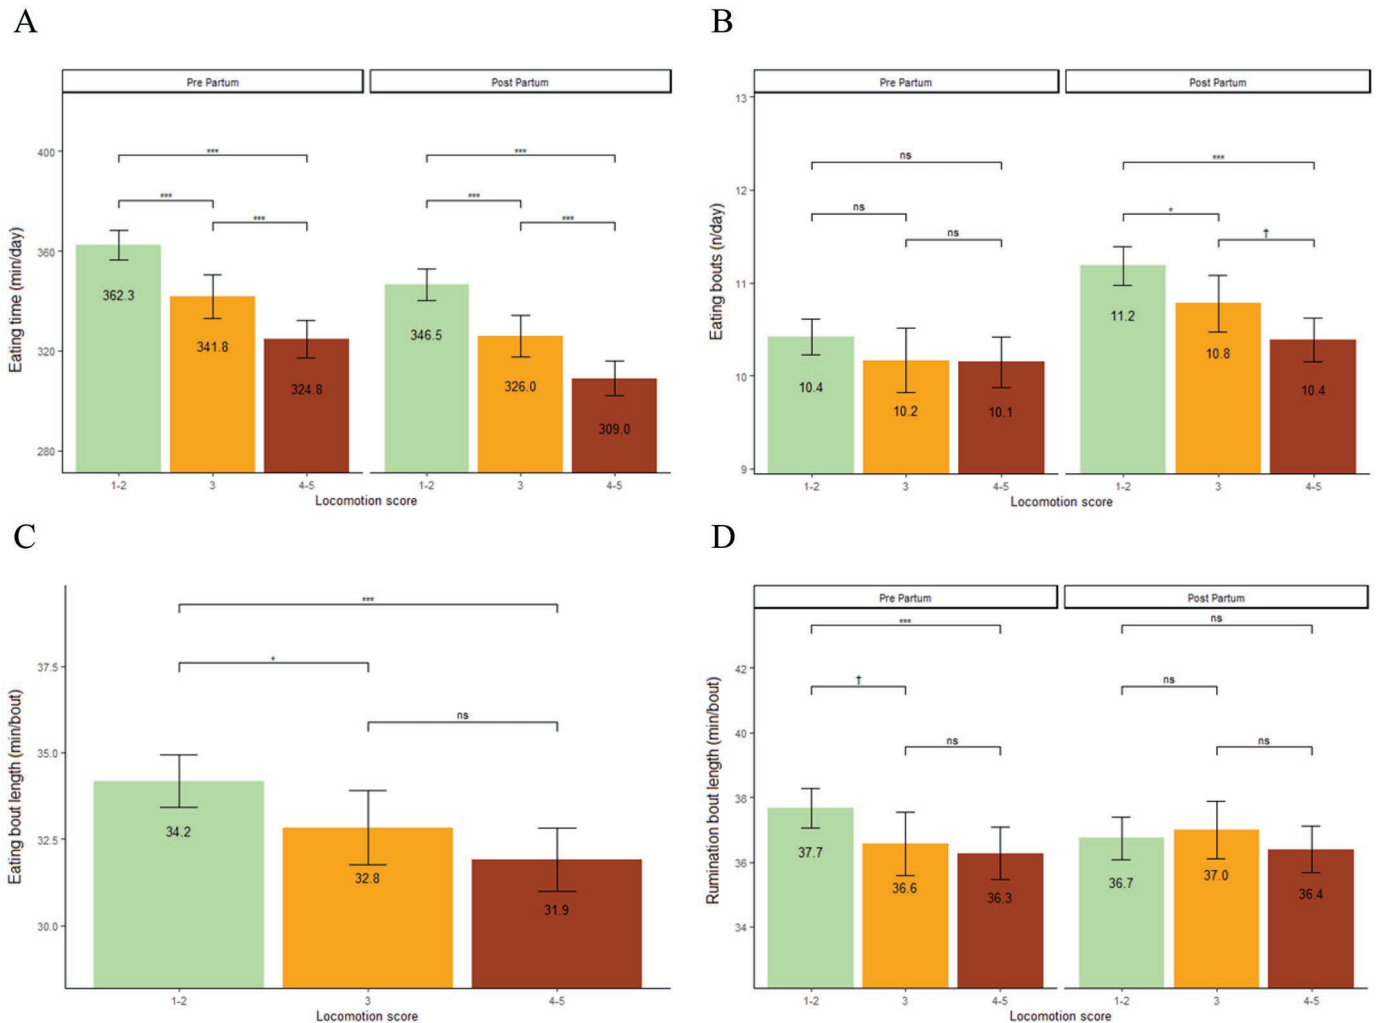 A
Pre Partum Post Partum
Eating time (min/day)
400
360
320
280
*** ***
*** ***
*** ***
362.3 341.8 324.8 346.5 326.0 309.0
1-2 3 4-5 1-2 3 4-5
Locomotion score
B
Pre Partum Post Partum
Eating bouts (n/day)
13
12
11
10
9
ns ***
ns *
ns †
10.4 10.2 10.1 11.2 10.8 10.4
1-2 3 4-5 1-2 3 4-5
Locomotion score
C
Eating bout length (min/bout)
37.5
35.0
32.5
30.0
***
*
ns
34.2 32.8 31.9
1-2 3 4-5
Locomotion score
D
Pre Partum Post Partum
Rumination bout length (min/bout)
42
40
38
36
34
*** ns
† ns
ns ns
37.7 36.6 36.3 36.7 37.0 36.4
1-2 3 4-5 1-2 3 4-5
Locomotion score